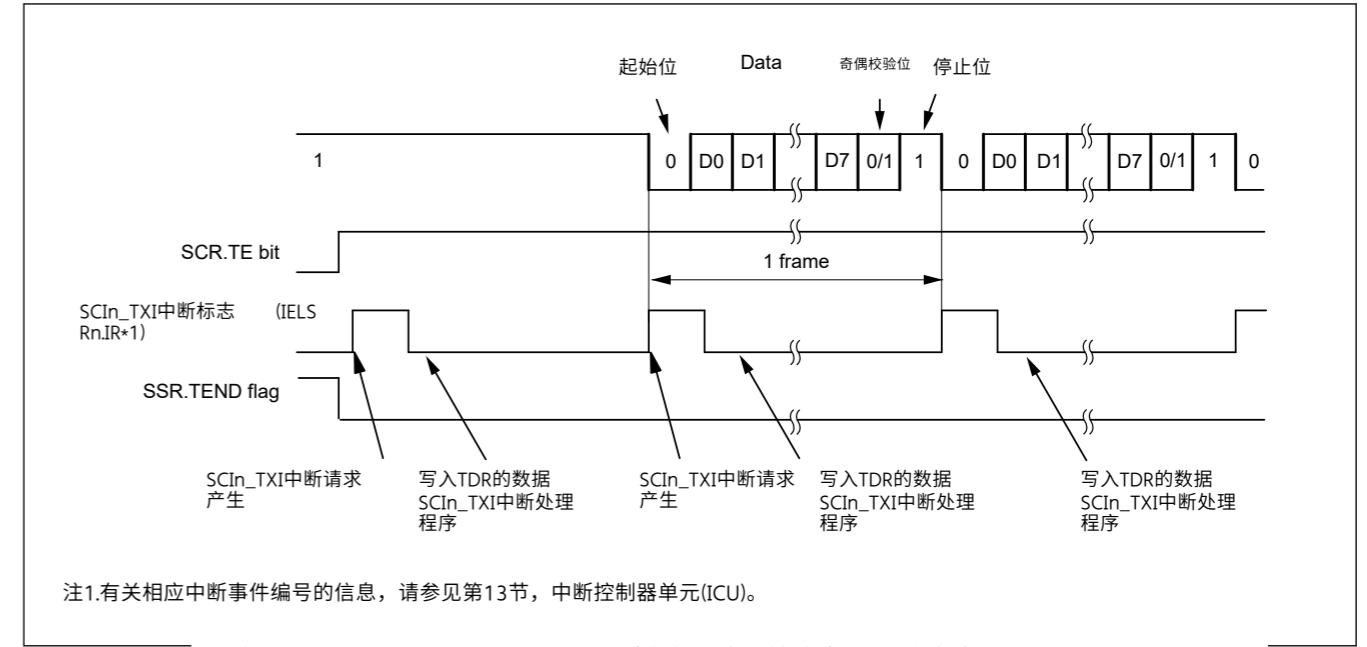 起始位 Data 奇偶校验位 停止位
1 0 D0 D1 D7 0/1 1 0 D0 D1 D7 0/1 1 0
SCR.TE bit
1 frame
SCIn_TXI中断标志 (IELS
Rn.IR*1)
SSR.TEND flag
SCIn_TXI中断请求
产生
写入TDR的数据
SCIn_TXI中断处理
程序
SCIn_TXI中断请求
产生
写入TDR的数据
SCIn_TXI中断处理
程序
写入TDR的数据
SCIn_TXI中断处理
程序
注1.有关相应中断事件编号的信息，请参见第13节，中断控制器单元(ICU)。